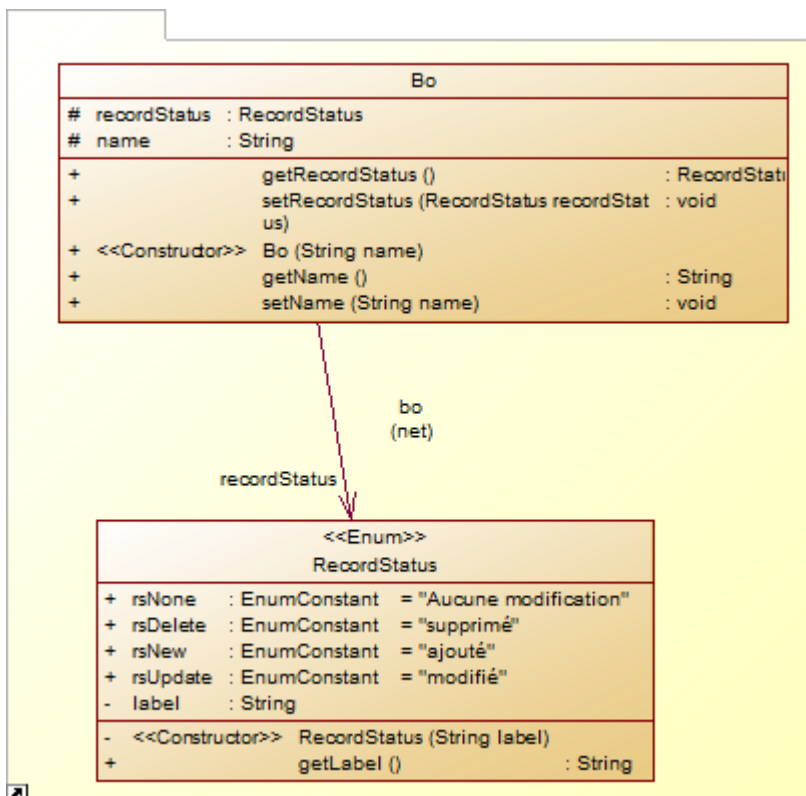 Bo
# recordStatus : RecordStatus
# name : String
+ getRecordStatus () : RecordStatu
+ setRecordStatus (RecordStatus recordStat : void
us)
+ <<Constructor>> Bo (String name)
+ getName () : String
+ setName (String name) : void
bo
(net)
recordStatus
<<Enum>>
RecordStatus
+ rsNone : EnumConstant = "Aucune modification"
+ rsDelete : EnumConstant = "supprimé"
+ rsNew : EnumConstant = "ajouté"
+ rsUpdate : EnumConstant = "modifié"
- label : String
- <<Constructor>> RecordStatus (String label)
+ getLabel () : String